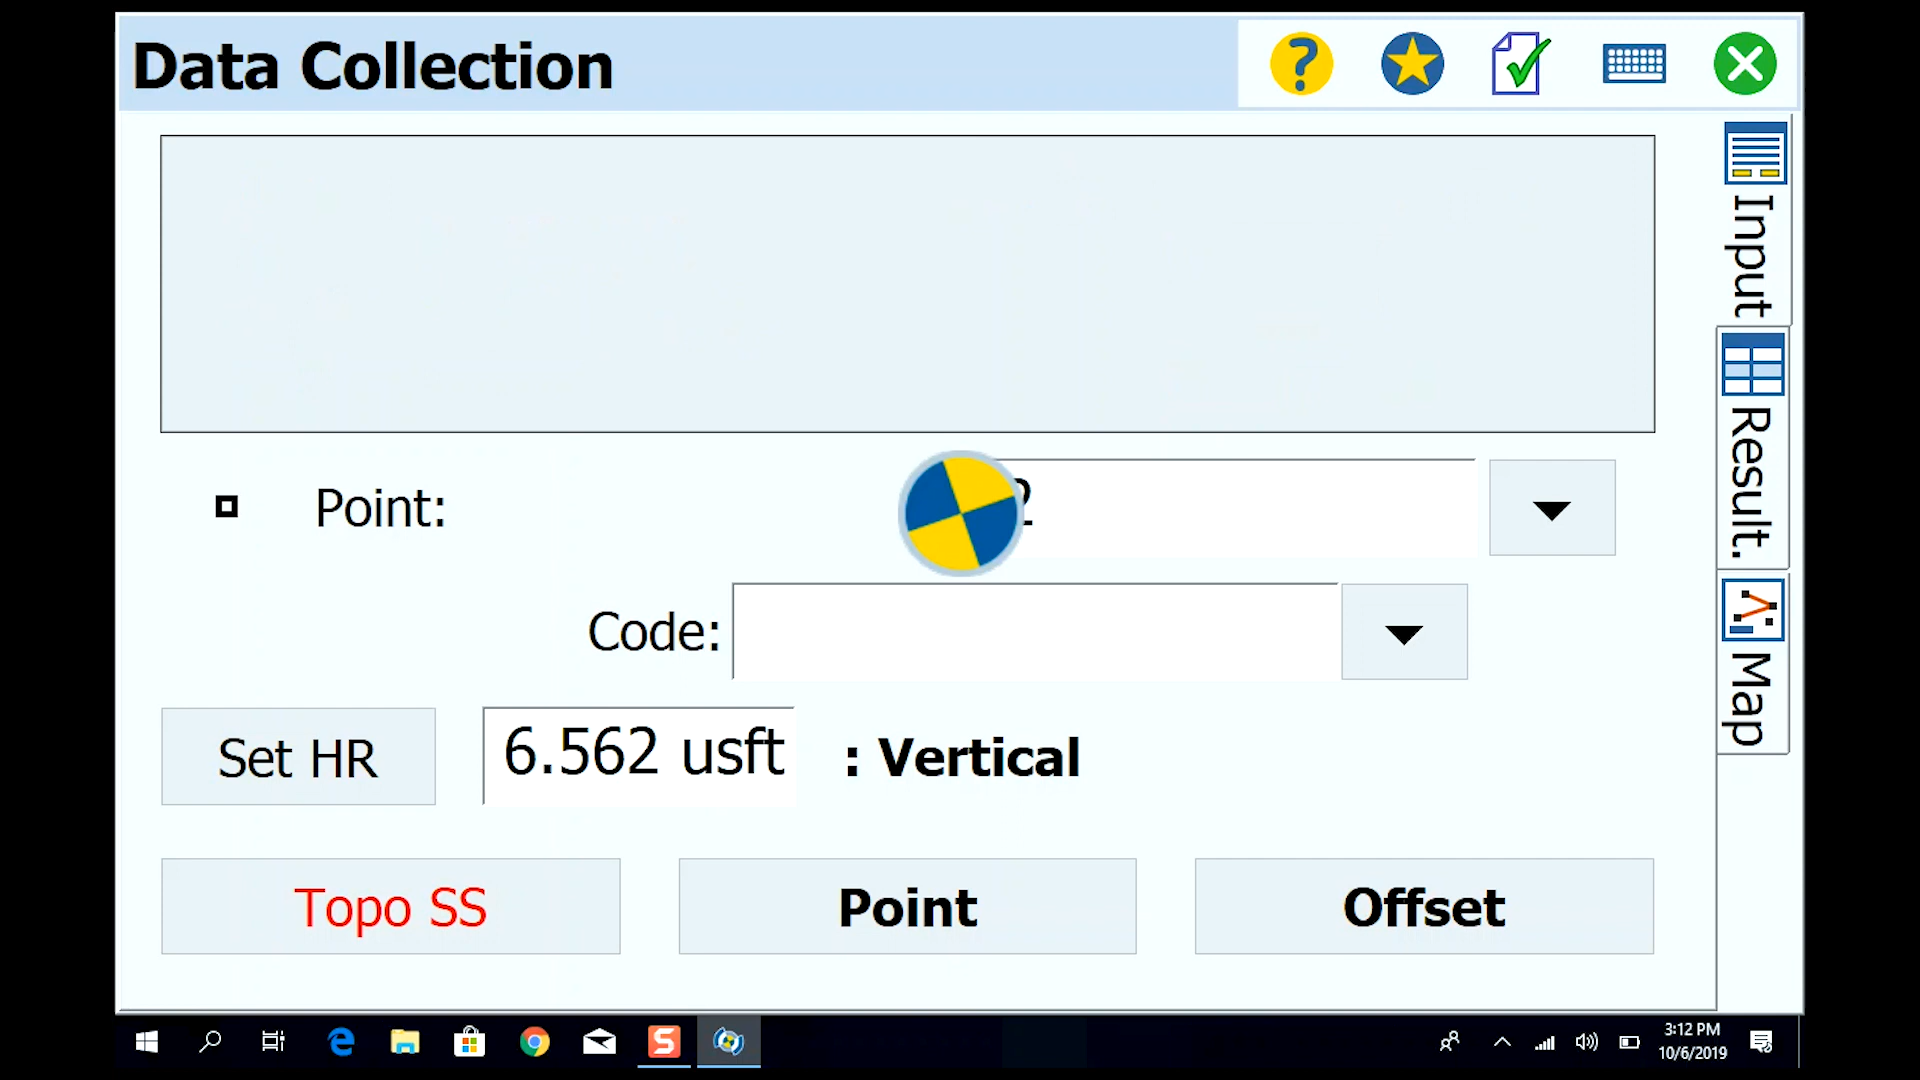 Data Collection
?
Input
Result.
Map
Point: 2
Code:
Set HR 6.562 usft : Vertical
Topo SS Point Offset
S
3:12 PM
10/6/2019